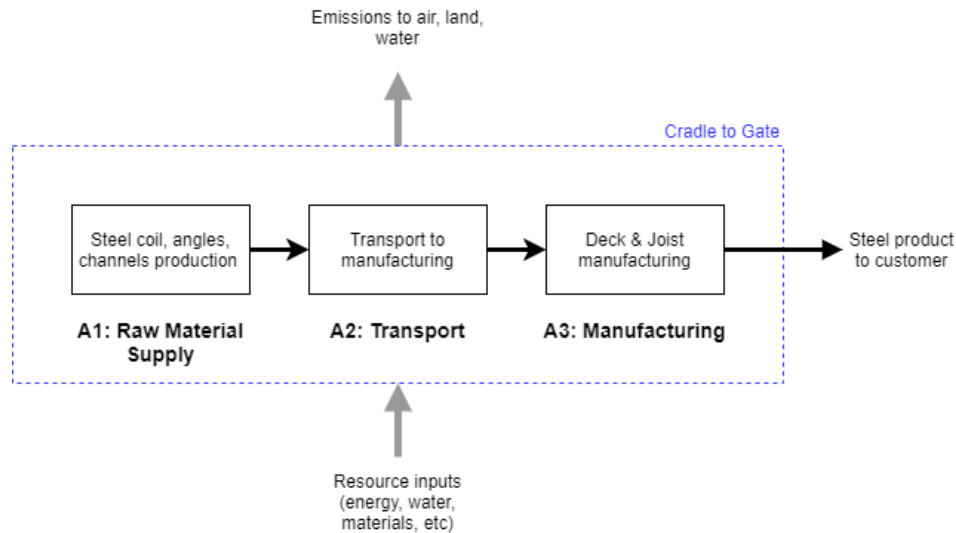 Emissions to air, land,
water
Cradle to Gate
Steel coil, angles,
channels production
Transport to
manufacturing
Deck & Joist
manufacturing
Steel product
to customer
A1: Raw Material
Supply
A2: Transport
A3: Manufacturing
Resource inputs
(energy, water,
materials, etc)